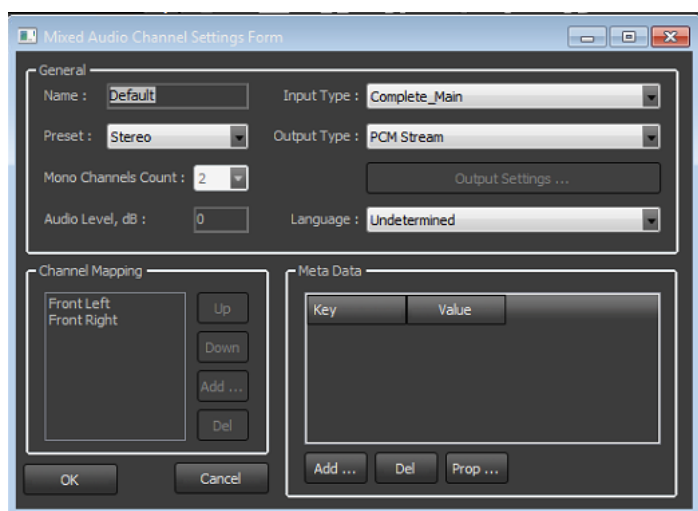 Mixed Audio Channel Settings Form
General
Name : Default
Input Type : Complete_Main
Preset : Stereo
Output Type : PCM Stream
Mono Channels Count : 2
Output Settings ...
Audio Level, dB : 0
Language : Undetermined
Channel Mapping
Front Left
Front Right
Up
Down
Add ...
Del
Meta Data
Key Value
Add ... Del Prop ...
OK Cancel